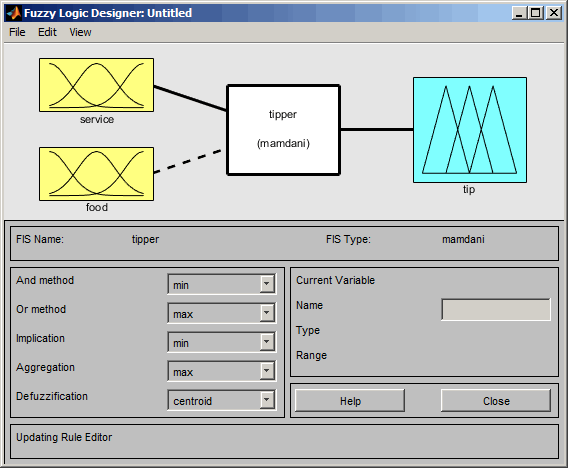 Fuzzy Logic Designer: Untitled
File Edit View
service
food
tipper
(mamdani)
tip
FIS Name: tipper FIS Type: mamdani
And method min
Or method max
Implication min
Aggregation max
Defuzzification centroid
Current Variable
Name
Type
Range
Help Close
Updating Rule Editor